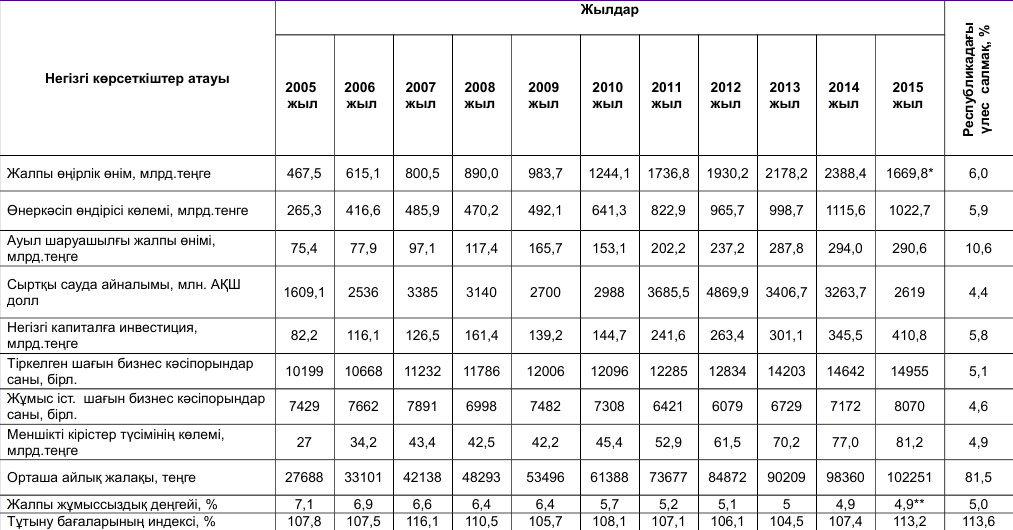 Негізгі көрсеткіштер атауы
Жылдар
Республикадағы
үлес салмақ, %
2005 2006 2007 2008 2009 2010 2011 2012 2013 2014 2015
жыл жыл жыл жыл жыл жыл жыл жыл жыл жыл жыл
Жалпы өңірлік өнім, млрд.теңге 467,5 615,1 800,5 890,0 983,7 1244,1 1736,8 1930,2 2178,2 2388,4 1669,8* 6,0
Өнеркәсіп өндірісі көлемі, млрд.тенге 265,3 416,6 485,9 470,2 492,1 641,3 822,9 965,7 998,7 1115,6 1022,7 5,9
Ауыл шаруашылғы жалпы өнімі,
млрд.теңге 75,4 77,9 97,1 117,4 165,7 153,1 202,2 237,2 287,8 294,0 290,6 10,6
Сыртқы сауда айналымы, млн. АҚШ
долл 1609,1 2536 3385 3140 2700 2988 3685,5 4869,9 3406,7 3263,7 2619 4,4
Негізгі капиталға инвестиция,
млрд.теңге 82,2 116,1 126,5 161,4 139,2 144,7 241,6 263,4 301,1 345,5 410,8 5,8
Тіркелген шағын бизнес кәсіпорындар
саны, бірл. 10199 10668 11232 11786 12006 12096 12285 12834 14203 14642 14955 5,1
Жұмыс іст. шағын бизнес кәсіпорындар
саны, бірл. 7429 7662 7891 6998 7482 7308 6421 6079 6729 7172 8070 4,6
Меншікті кірістер түсімінің көлемі,
млрд.теңге 27 34,2 43,4 42,5 42,2 45,4 52,9 61,5 70,2 77,0 81,2 4,9
Орташа айлық жалақы, теңге 27688 33101 42138 48293 53496 61388 73677 84872 90209 98360 102251 81,5
Жалпы жұмыссыздық деңгейі, % 7,1 6,9 6,6 6,4 6,4 5,7 5,2 5,1 5 4,9 4,9** 5,0
Тұтыну бағаларының индексі, % 107,8 107,5 116,1 110,5 105,7 108,1 107,1 106,1 104,5 107,4 113,2 113,6